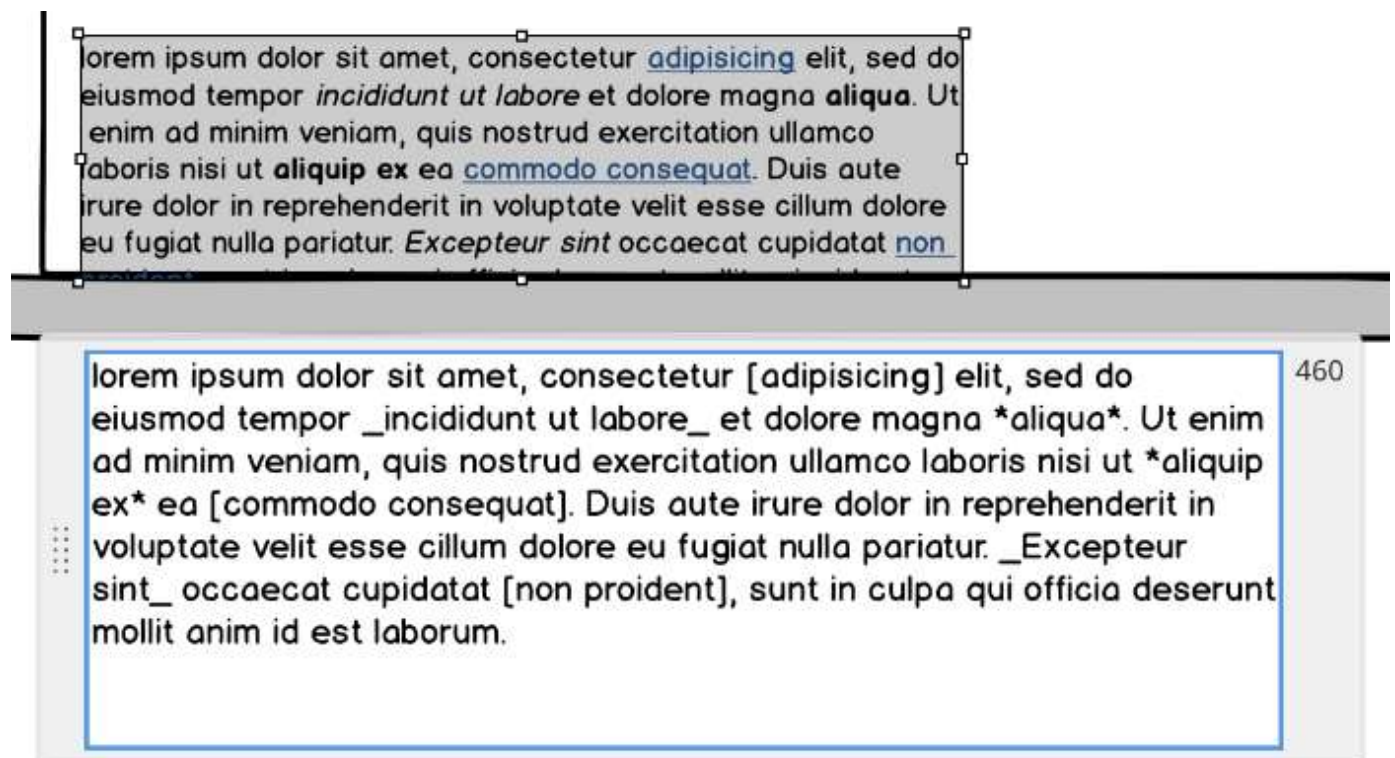 lorem ipsum dolor sit amet, consectetur adipisicing elit, sed do
eiusmod tempor incididunt ut labore et dolore magna aliqua. Ut
enim ad minim veniam, quis nostrud exercitation ullamco
laboris nisi ut aliquip ex ea commodo consequat. Duis aute
irure dolor in reprehenderit in voluptate velit esse cillum dolore
eu fugiat nulla pariatur. Excepteur sint occaecat cupidatat non
lorem ipsum dolor sit amet, consectetur [adipisicing] elit, sed do
eiusmod tempor _incididunt ut labore_ et dolore magna *aliqua*. Ut enim
ad minim veniam, quis nostrud exercitation ullamco laboris nisi ut *aliquip
ex* ea [commodo consequat]. Duis aute irure dolor in reprehenderit in
voluptate velit esse cillum dolore eu fugiat nulla pariatur. _Excepteur
sint_ occaecat cupidatat [non proident], sunt in culpa qui officia deserunt
mollit anim id est laborum.
460